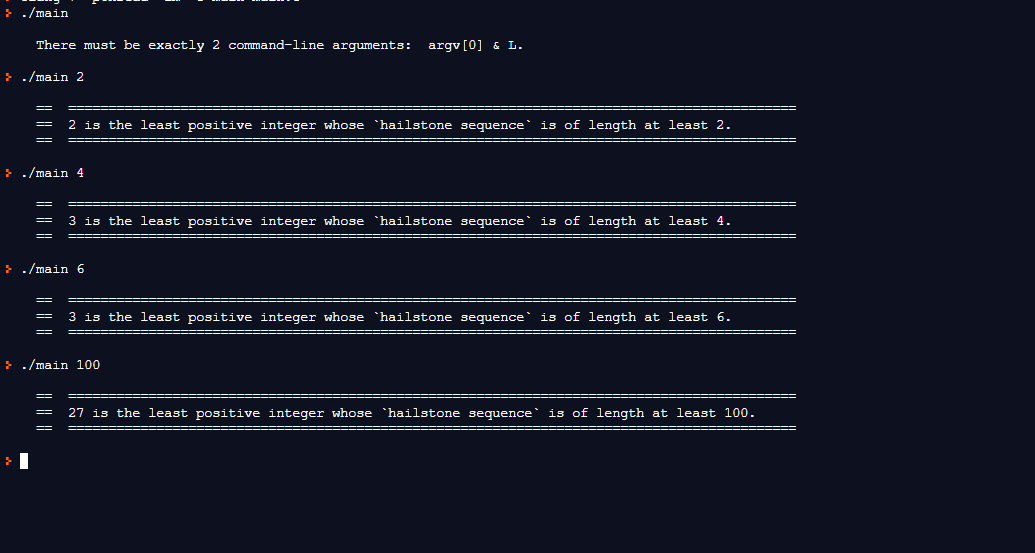 > ./main
There must be exactly 2 command-line arguments:  argv[0] & L.
> ./main 2
==  ===========================================================================================
==  2 is the least positive integer whose `hailstone sequence` is of length at least 2.
==  ===========================================================================================
> ./main 4
==  ===========================================================================================
==  3 is the least positive integer whose `hailstone sequence` is of length at least 4.
==  ===========================================================================================
> ./main 6
==  ===========================================================================================
==  3 is the least positive integer whose `hailstone sequence` is of length at least 6.
==  ===========================================================================================
> ./main 100
==  ===========================================================================================
==  27 is the least positive integer whose `hailstone sequence` is of length at least 100.
==  ===========================================================================================
>